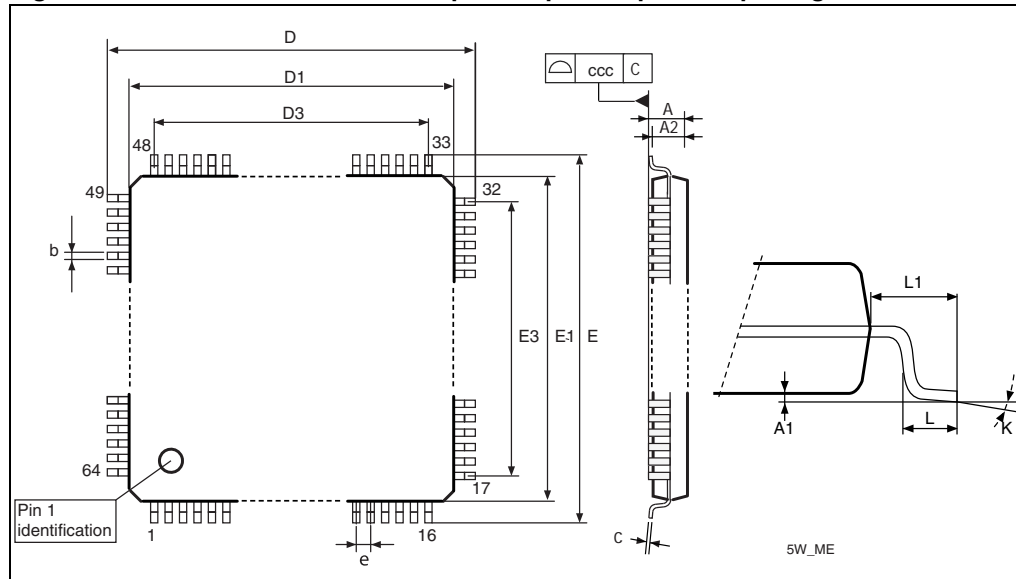 D
D1
D3
ccc C
A
A2
48
33
49
32
b
L1
E3
E1
E
A1
L
K
64
17
Pin 1
identification
1
16
e
C
5W_ME